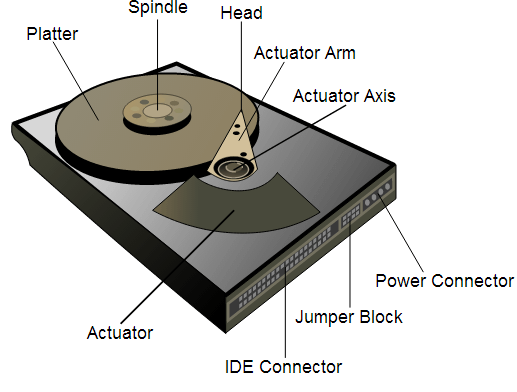 Spindle
Head
Platter
Actuator Arm
Actuator Axis
Power Connector
Jumper Block
Actuator
IDE Connector